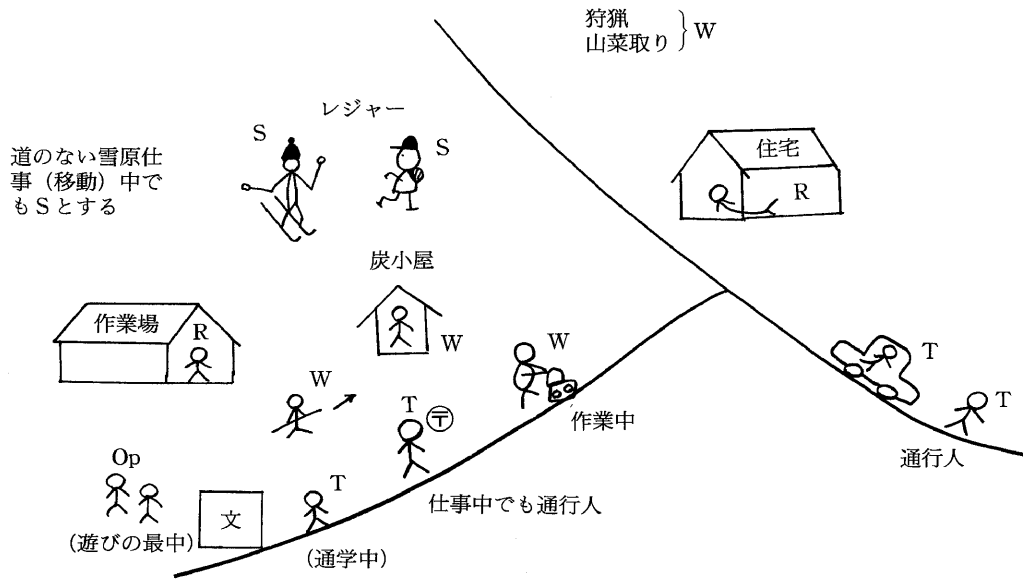 狩猟
山菜取り
W
レジャー
S
S
道のない雪原仕
事（移動）中で
もSとする
住宅
R
炭小屋
W
作業場
R
W
W
作業中
T
T
通行人
T
〒
仕事中でも通行人
Op
(遊びの最中)
文
T
(通学中)